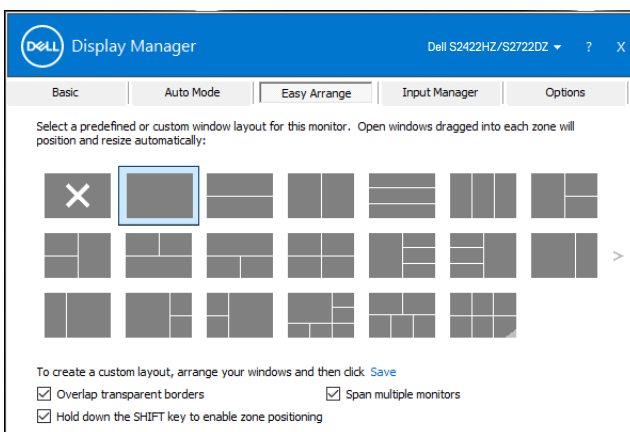 DELL Display Manager Dell S2422HZ/S2722DZ ? X
Basic Auto Mode Easy Arrange Input Manager Options
Select a predefined or custom window layout for this monitor. Open windows dragged into each zone will
position and resize automatically:
>
To create a custom layout, arrange your windows and then click Save
Overlap transparent borders Span multiple monitors
Hold down the SHIFT key to enable zone positioning